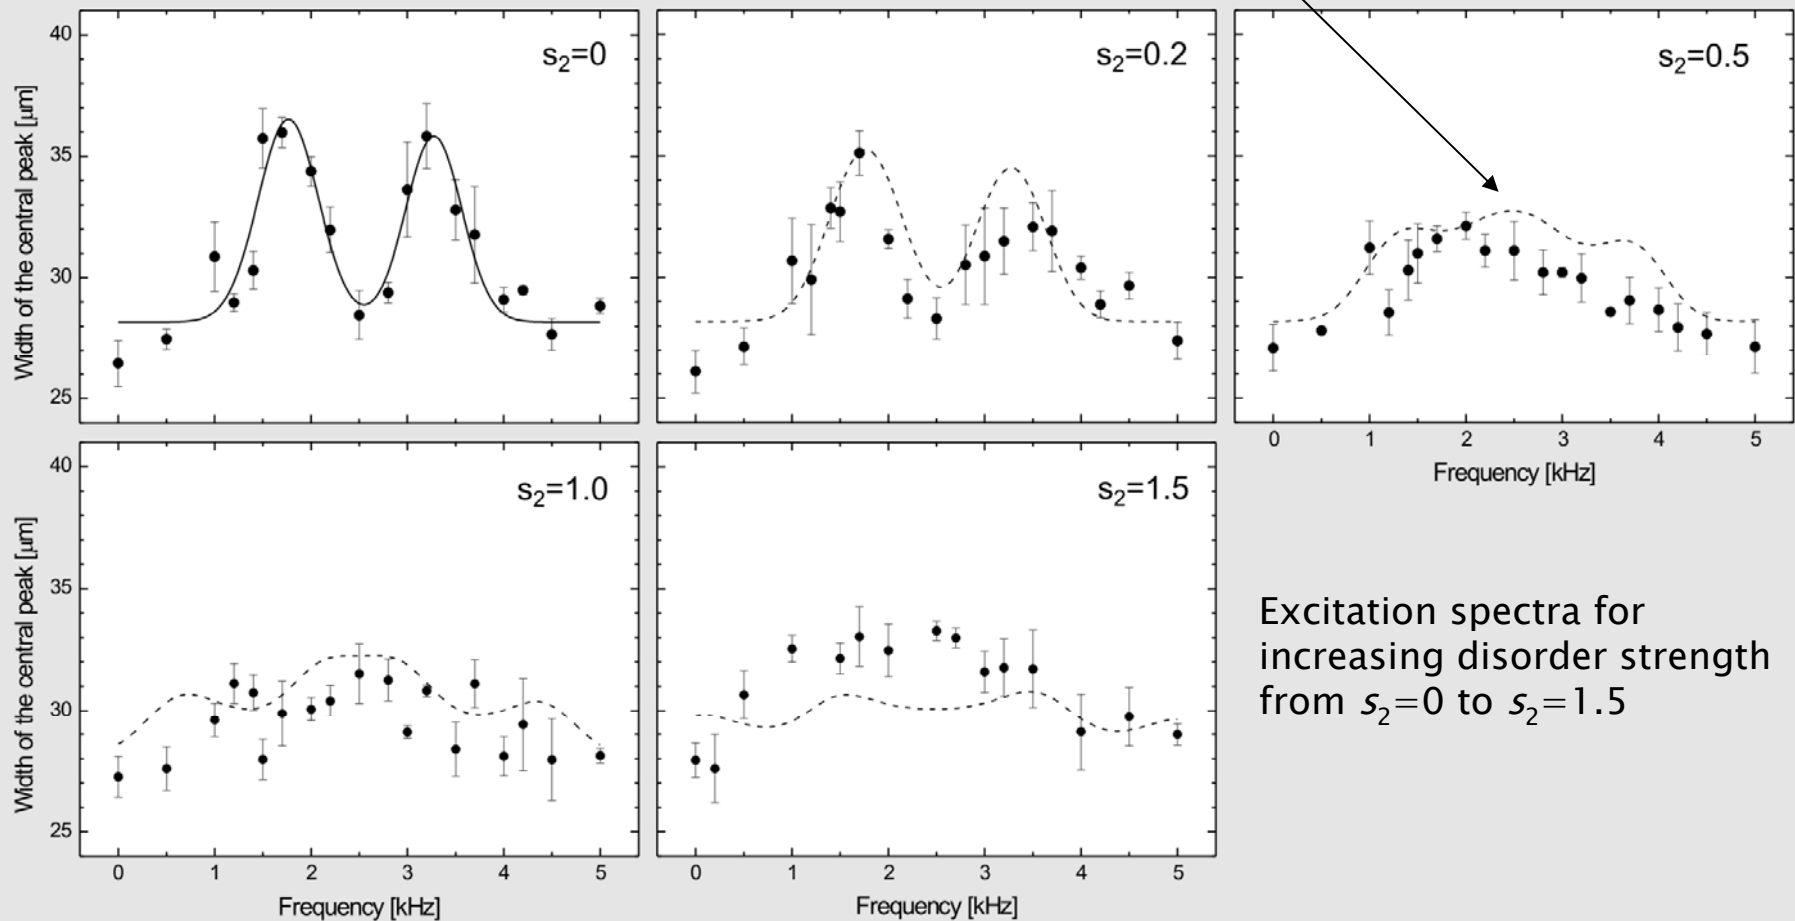 s₂=0
s₂=0.2
s₂=0.5
40
35
30
25
Width of the central peak [µm]
0 1 2 3 4 5
Frequency [kHz]
s₂=1.0
s₂=1.5
40
35
30
25
Width of the central peak [µm]
0 1 2 3 4 5
Frequency [kHz]
0 1 2 3 4 5
Frequency [kHz]
Excitation spectra for
increasing disorder strength
from s₂=0 to s₂=1.5